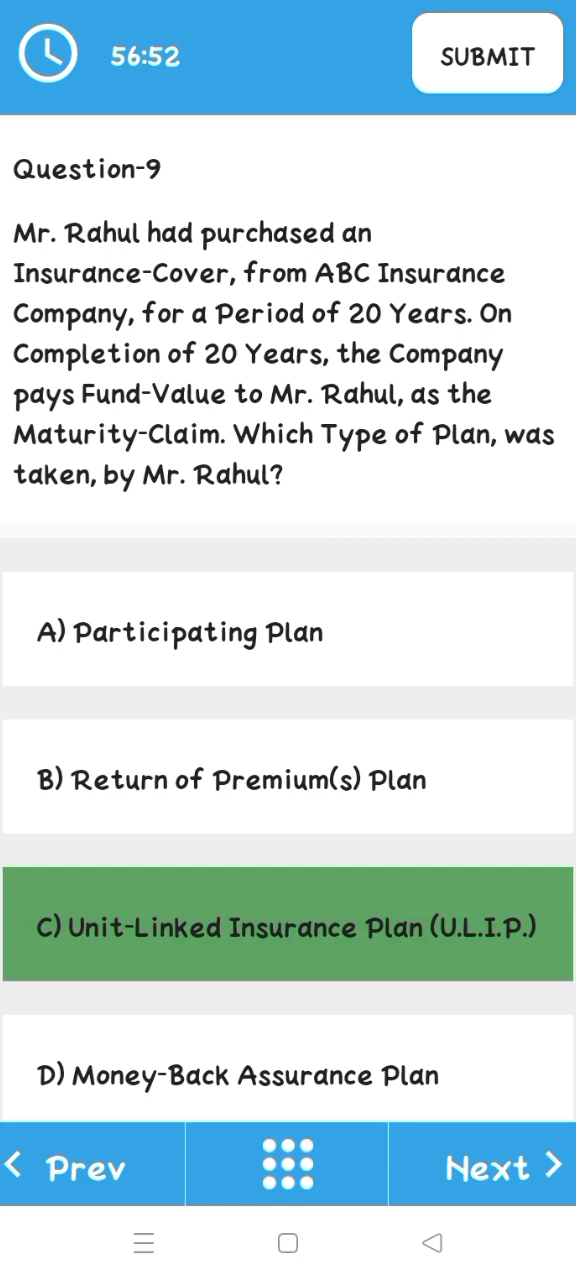 56:52
SUBMIT
Question-9
Mr. Rahul had purchased an
Insurance-Cover, from ABC Insurance
Company, for a Period of 20 Years. On
Completion of 20 Years, the Company
pays Fund-Value to Mr. Rahul, as the
Maturity-Claim. Which Type of Plan, was
taken, by Mr. Rahul?
A) Participating Plan
B) Return of Premium(s) Plan
C) Unit-Linked Insurance Plan (U.L.I.P.)
D) Money-Back Assurance Plan
Prev
Next